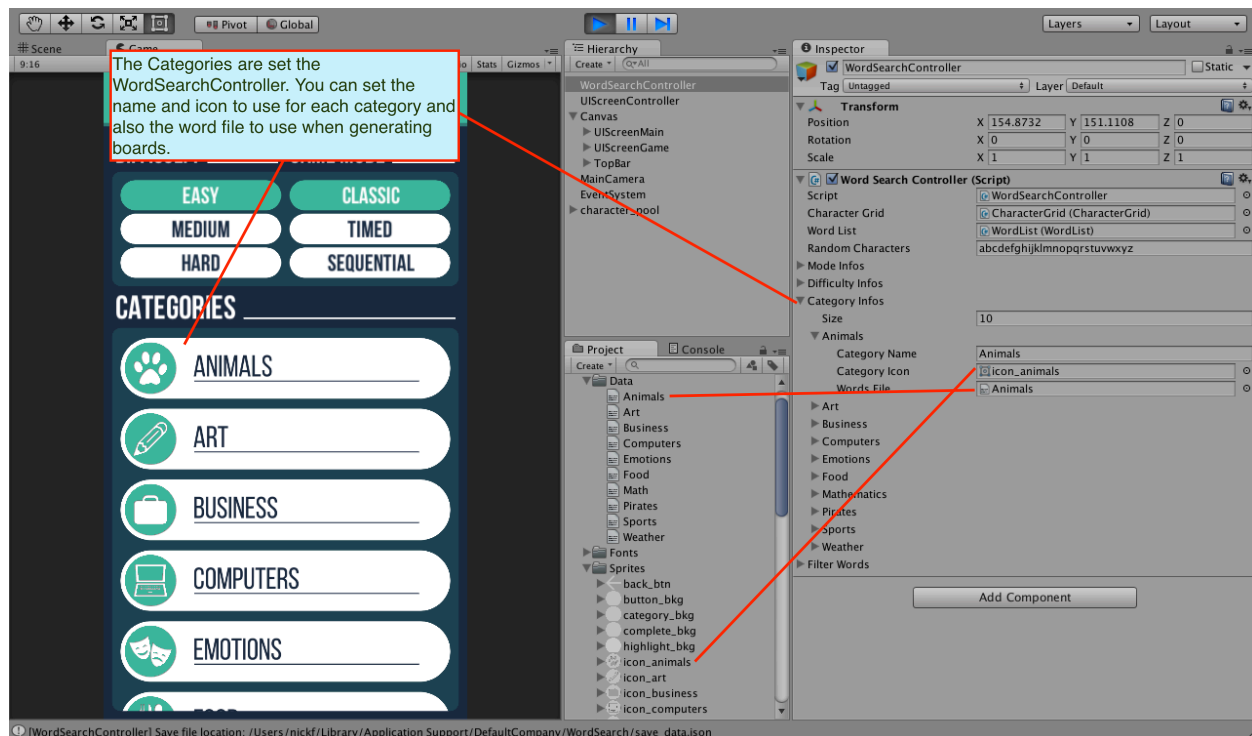 Pivot Global
Layers Layout
Scene Game
9:16 Stats Gizmos
The Categories are set the
WordSearchController. You can set the
name and icon to use for each category and
also the word file to use when generating
boards.
EASY CLASSIC
MEDIUM TIMED
HARD SEQUENTIAL
CATEGORIES
ANIMALS
ART
BUSINESS
COMPUTERS
EMOTIONS
Hierarchy
Create All
WordSearchController
UIScreenController
Canvas
UIScreenMain
UIScreenGame
TopBar
MainCamera
EventSystem
character_pool
Project Console
Create
Data
Animals
Art
Business
Computers
Emotions
Food
Math
Pirates
Sports
Weather
Fonts
Sprites
back_btn
button_bkg
category_bkg
complete_bkg
highlight_bkg
icon_animals
icon_art
icon_business
icon_computers
Inspector
WordSearchController Static
Tag Untagged Layer Default
Transform
Position X 154.8732 Y 151.1108 Z 0
Rotation X 0 Y 0 Z 0
Scale X 1 Y 1 Z 1
Word Search Controller (Script)
Script WordSearchController
Character Grid CharacterGrid (CharacterGrid)
Word List WordList (WordList)
Random Characters abcdefghijklmnopqrstuvwxyz
Mode Infos
Difficulty Infos
Category Infos
Size 10
Animals
Category Name Animals
Category Icon icon_animals
Words File Animals
Art
Business
Computers
Emotions
Food
Mathematics
Pirates
Sports
Weather
Filter Words
Add Component
[WordSearchController] Save file location: /Users/nickf/Library/Application Support/DefaultCompany/WordSearch/save_data.json